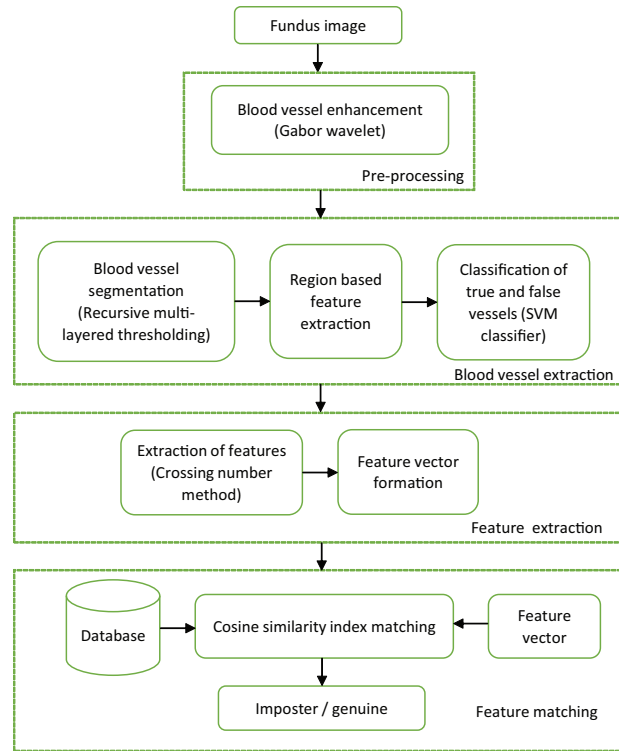 Fundus image
Blood vessel enhancement
(Gabor wavelet)
Pre-processing
Blood vessel
segmentation
(Recursive multi-
layered thresholding)
Region based
feature
extraction
Classification of
true and false
vessels (SVM
classifier)
Blood vessel extraction
Extraction of features
(Crossing number
method)
Feature vector
formation
Feature extraction
Database
Cosine similarity index matching
Feature
vector
Imposter / genuine
Feature matching